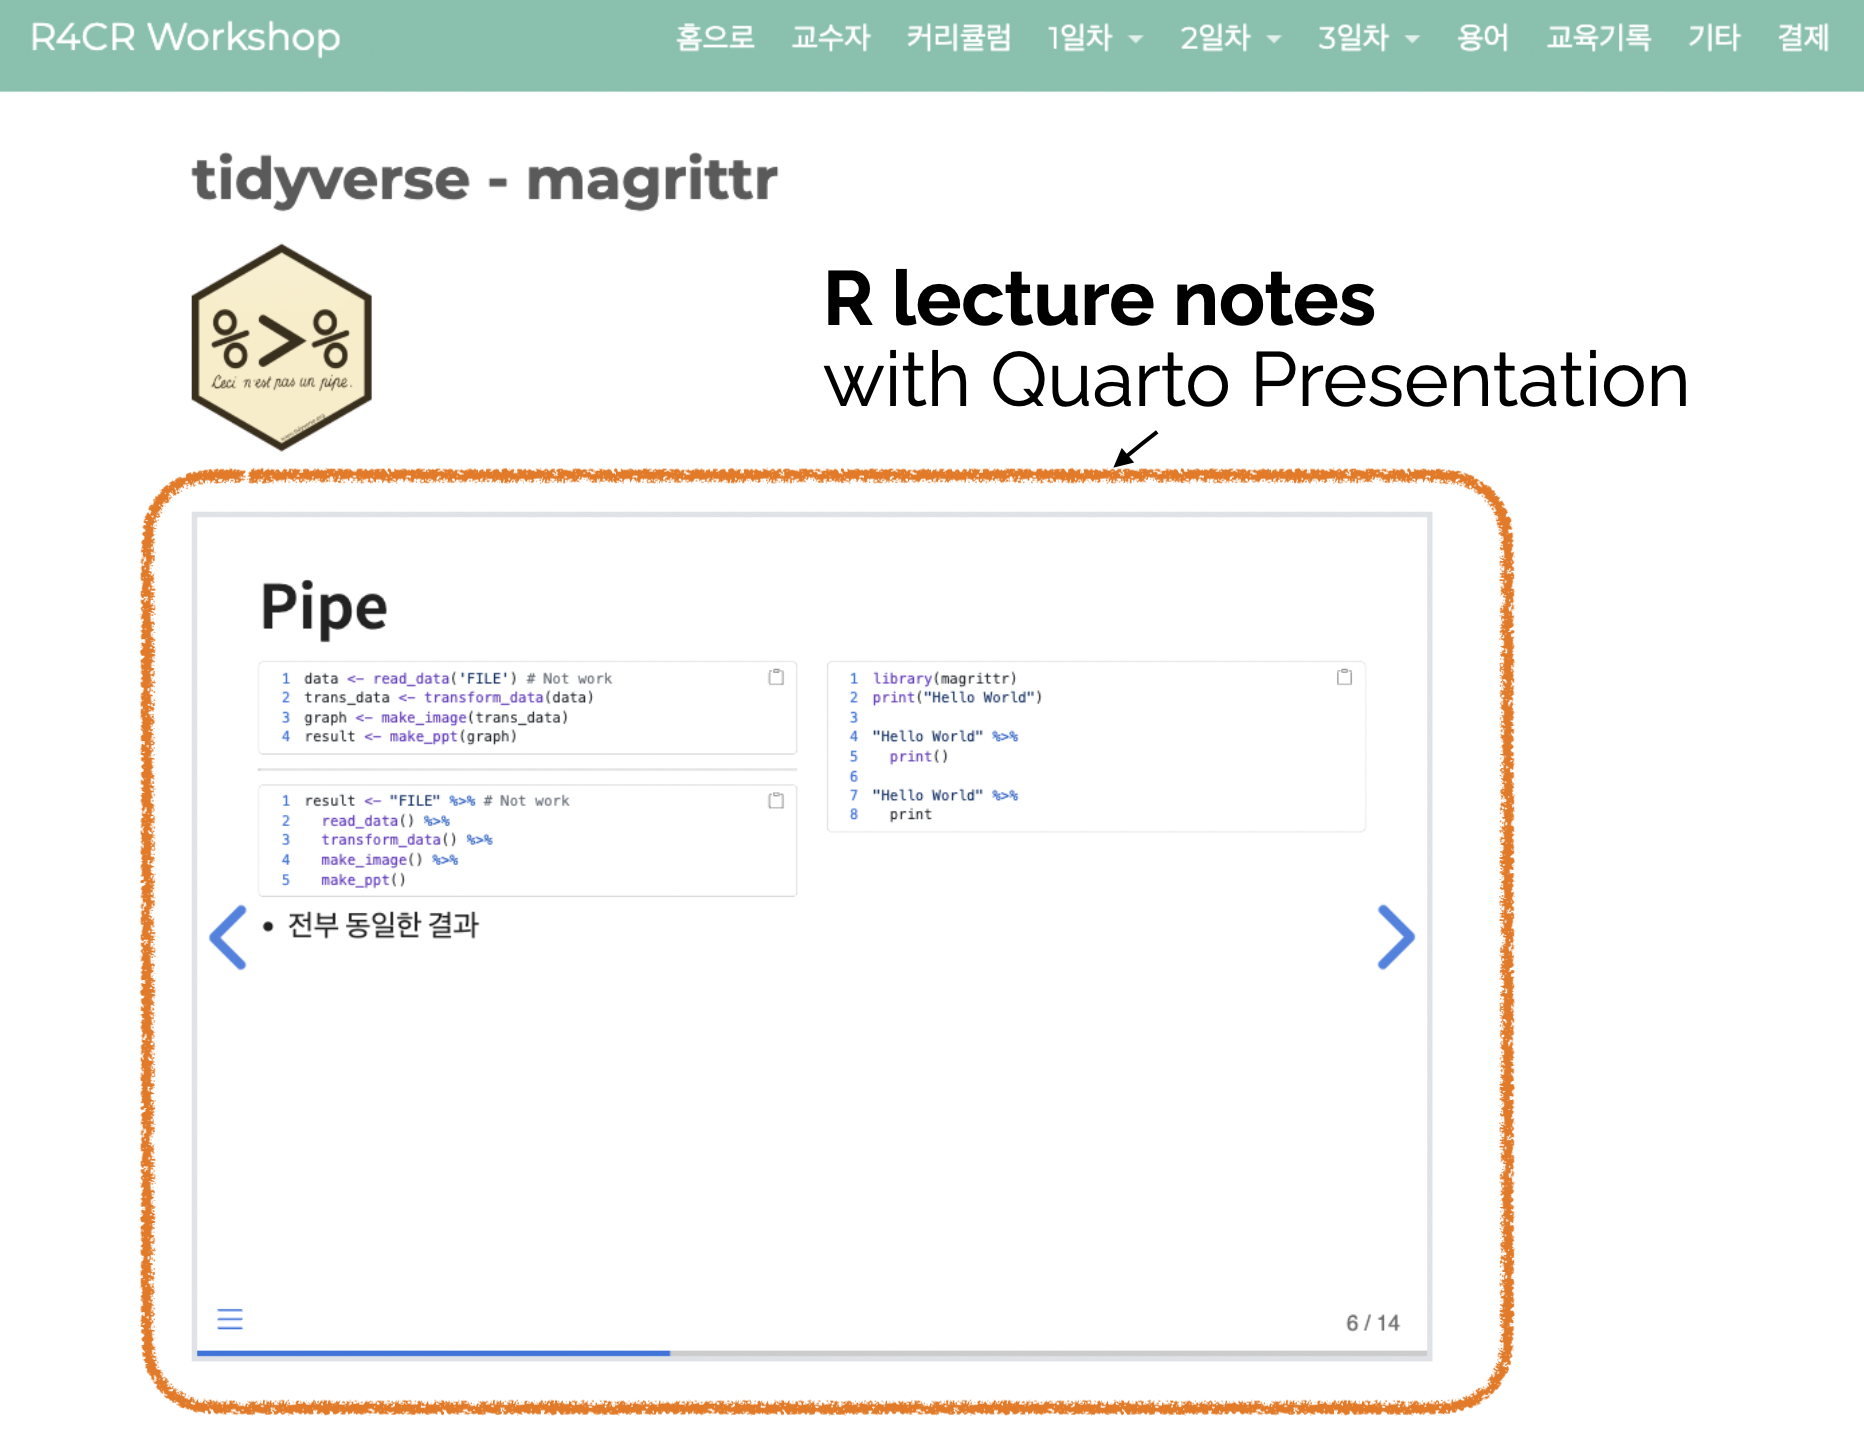 R4CR Workshop 홈으로 교수자 커리큘럼 1일차 2일차 3일차 용어 교육기록 기타 결제
tidyverse - magrittr
%>%
Ceci n'est pas un pipe.
R lecture notes
with Quarto Presentation
Pipe
1 data <- read_data('FILE') # Not work
2 trans_data <- transform_data(data)
3 graph <- make_image(trans_data)
4 result <- make_ppt(graph)
1 result <- "FILE" %>% # Not work
2   read_data() %>%
3   transform_data() %>%
4   make_image() %>%
5   make_ppt()
• 전부 동일한 결과
1 library(magrittr)
2 print("Hello World")
3
4 "Hello World" %>%
5   print()
6
7 "Hello World" %>%
8   print
6 / 14